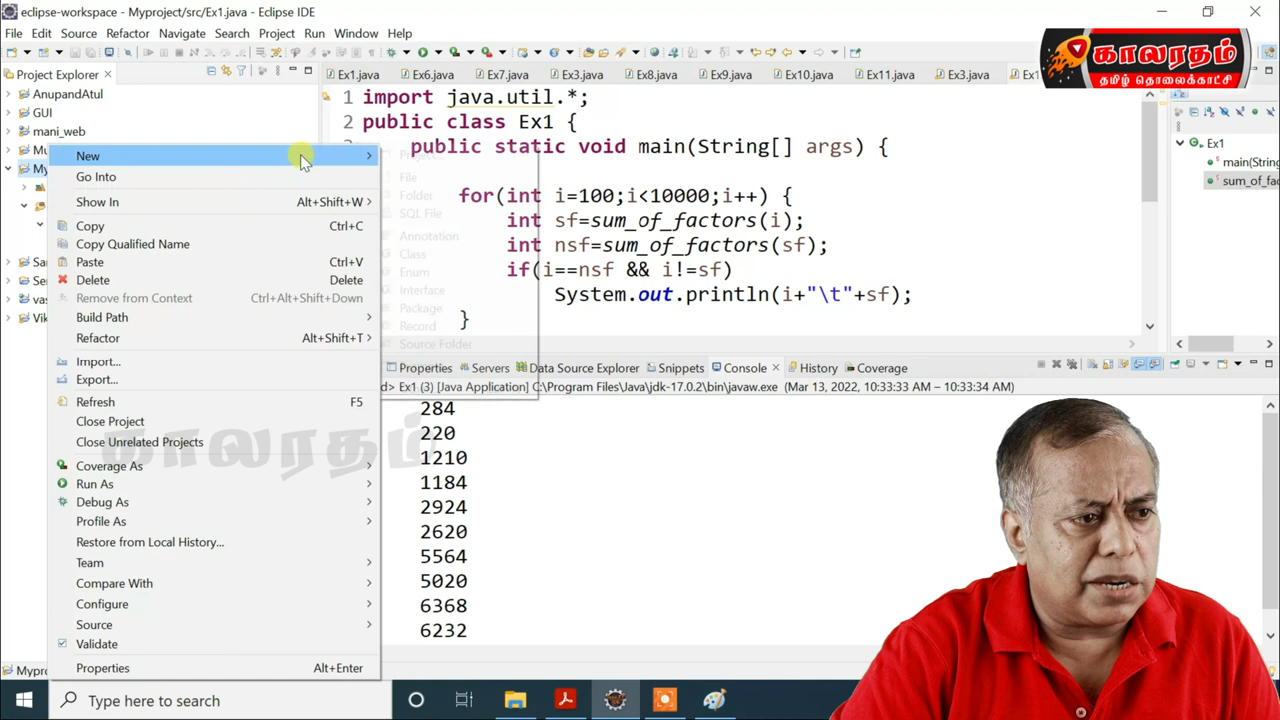 eclipse-workspace - Myproject/src/Ex1.java - Eclipse IDE
File Edit Source Refactor Navigate Search Project Run Window Help
காலரதம்
தமிழ் தொலைக்காட்சி
Project Explorer
Ex1.java Ex6.java Ex7.java Ex3.java Ex8.java Ex9.java Ex10.java Ex11.java Ex3.java
AnupandAtul
GUI
mani_web
New
Go Into
Show In Alt+Shift+W
Copy Ctrl+C
Copy Qualified Name
Paste Ctrl+V
Delete Delete
Remove from Context Ctrl+Alt+Shift+Down
Build Path
Refactor Alt+Shift+T
Import...
Export...
Refresh F5
Close Project
Close Unrelated Projects
Coverage As
Run As
Debug As
Profile As
Restore from Local History...
Team
Compare With
Configure
Source
Validate
Properties Alt+Enter
Project...
File
Folder
SQL File
Annotation
Class
Enum
Interface
Package
Record
Source Folder
1 import java.util.*;
2 public class Ex1 {
public static void main(String[] args) {
for(int i=100;i<10000;i++) {
int sf=sum_of_factors(i);
int nsf=sum_of_factors(sf);
if(i==nsf && i!=sf)
System.out.println(i+"\t"+sf);
}
Ex1
main(String
sum_of_fac
Properties Servers Data Source Explorer Snippets Console History Coverage
Ex1 (3) [Java Application] C:\Program Files\Java\jdk-17.0.2\bin\javaw.exe (Mar 13, 2022, 10:33:33 AM – 10:33:34 AM)
284
220
1210
1184
2924
2620
5564
5020
6368
6232
காலரதம்
Type here to search